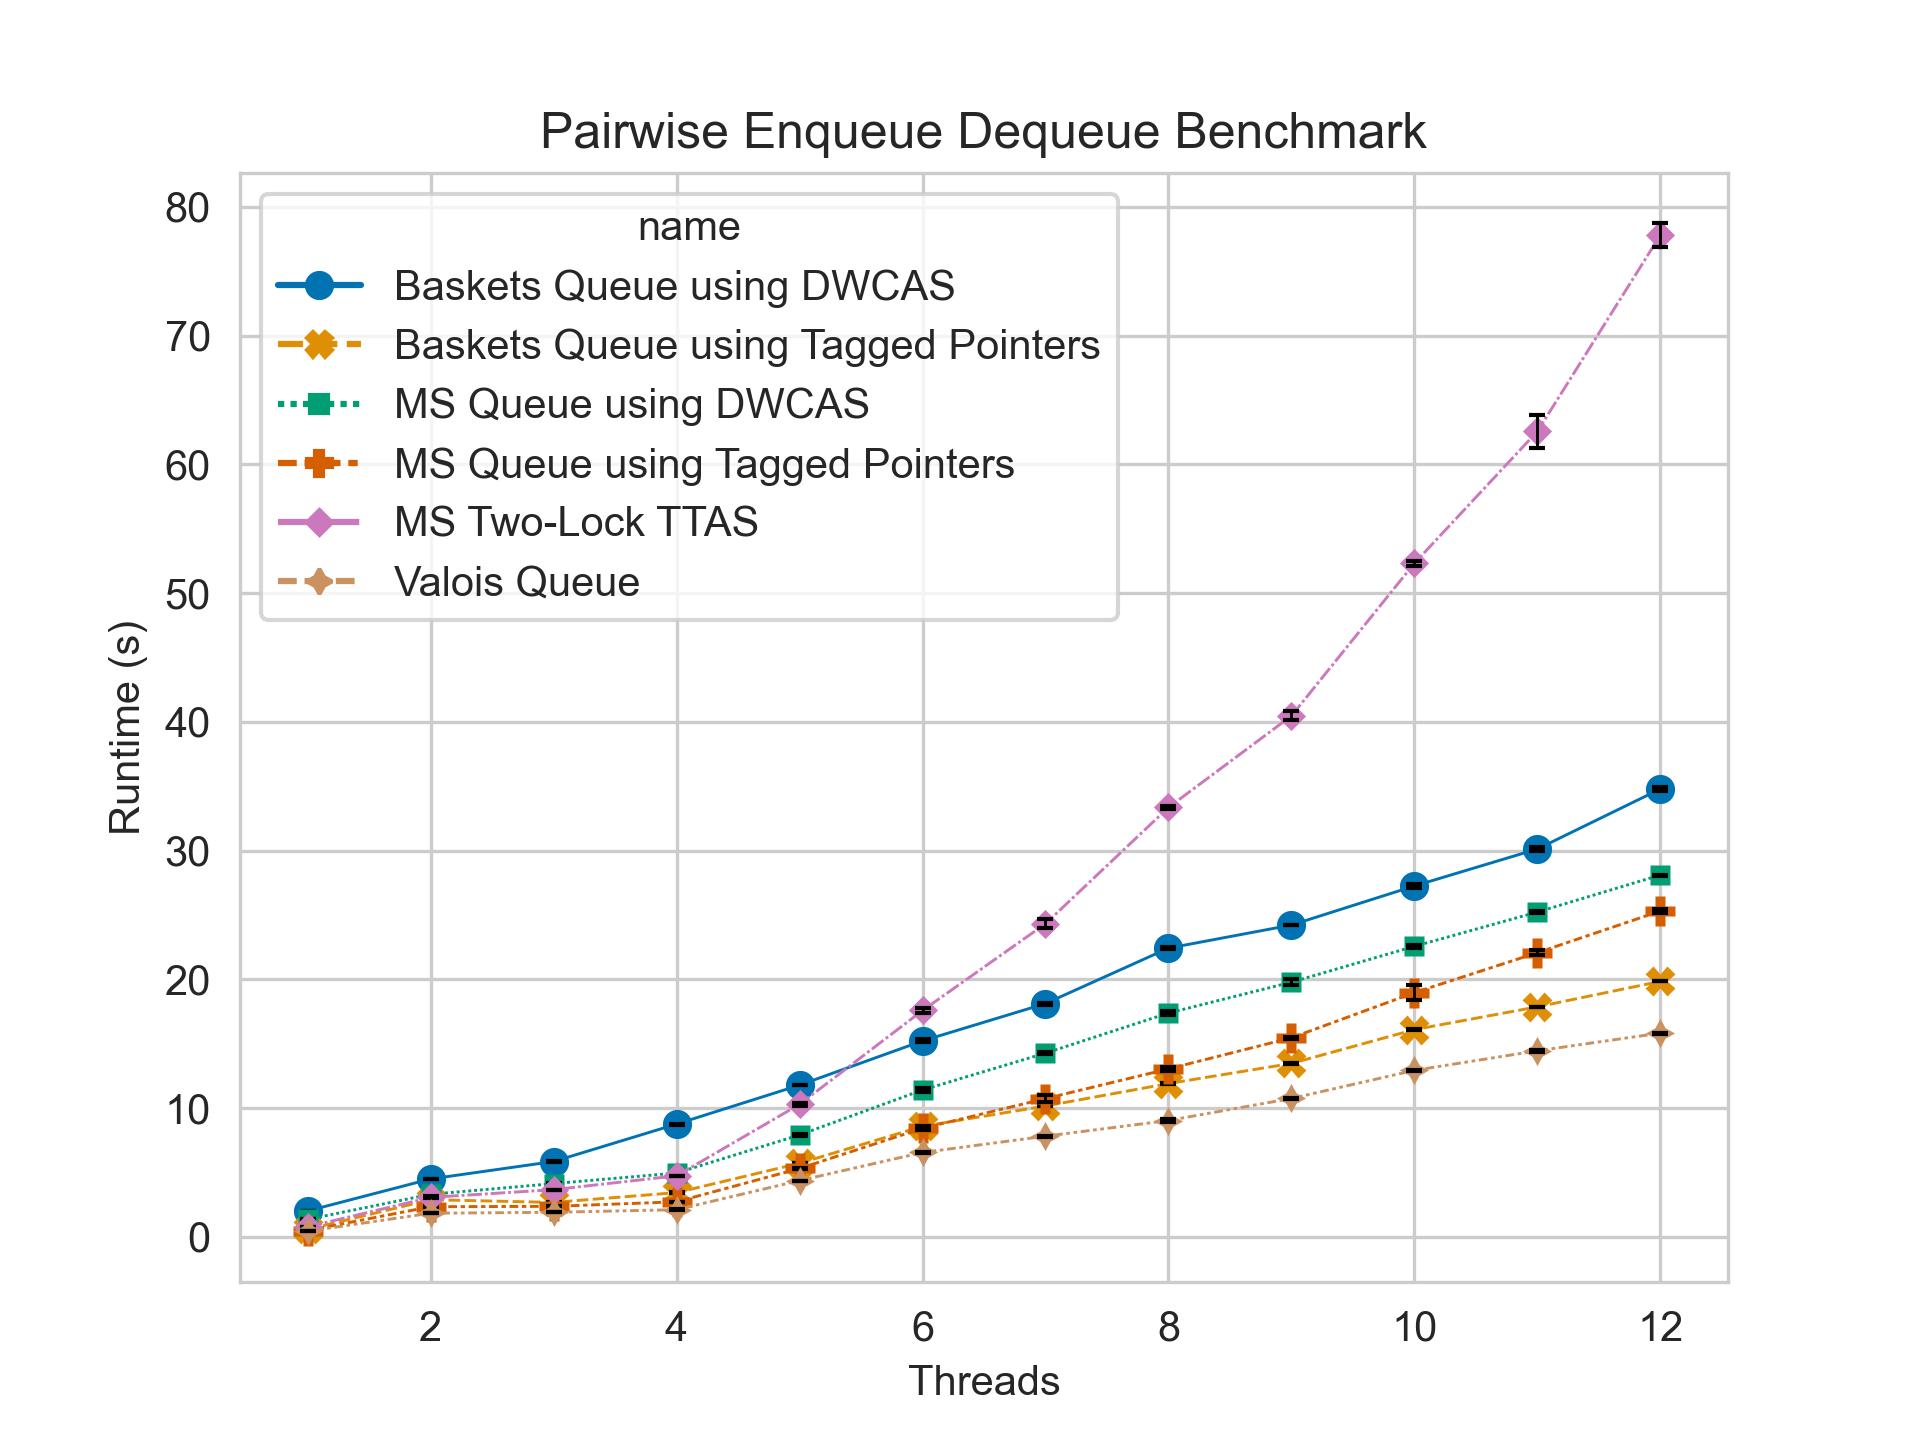 Pairwise Enqueue Dequeue Benchmark
name
Baskets Queue using DWCAS
Baskets Queue using Tagged Pointers
MS Queue using DWCAS
MS Queue using Tagged Pointers
MS Two-Lock TTAS
Valois Queue
Runtime (s)
80
70
60
50
40
30
20
10
0
2 4 6 8 10 12
Threads